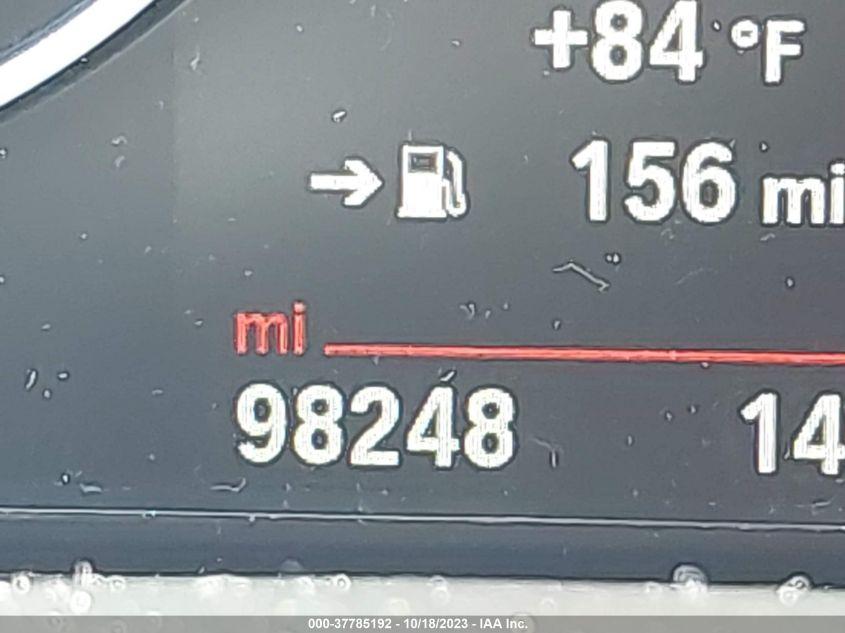 +84 °F
→ 156 mi
mi
98248 14
000-37785192 - 10/18/2023 - IAA Inc.